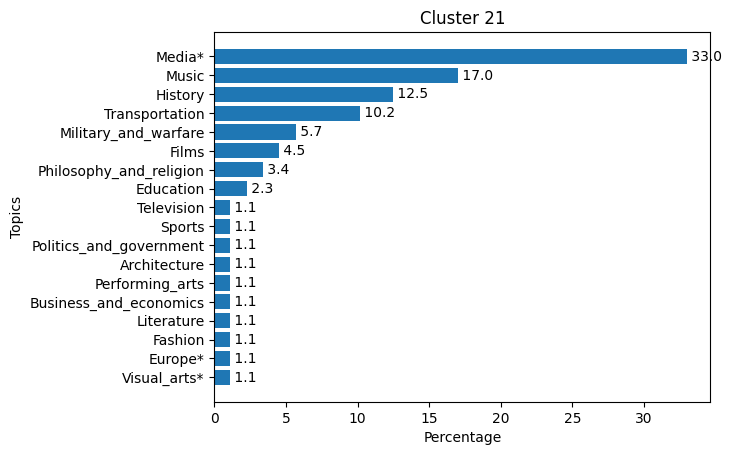 Cluster 21
Topics
Media* 33.0
Music 17.0
History 12.5
Transportation 10.2
Military_and_warfare 5.7
Films 4.5
Philosophy_and_religion 3.4
Education 2.3
Television 1.1
Sports 1.1
Politics_and_government 1.1
Architecture 1.1
Performing_arts 1.1
Business_and_economics 1.1
Literature 1.1
Fashion 1.1
Europe* 1.1
Visual_arts* 1.1
0 5 10 15 20 25 30
Percentage